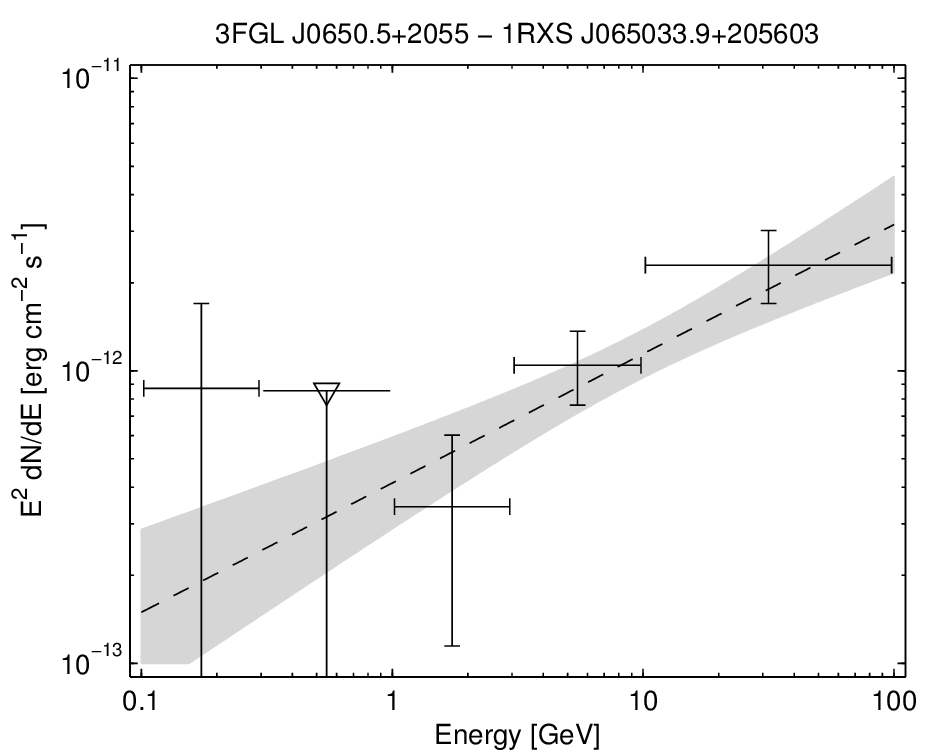 3FGL J0650.5+2055 − 1RXS J065033.9+205603
10⁻¹¹
10⁻¹²
10⁻¹³
E² dN/dE [erg cm⁻² s⁻¹]
0.1 1 10 100
Energy [GeV]